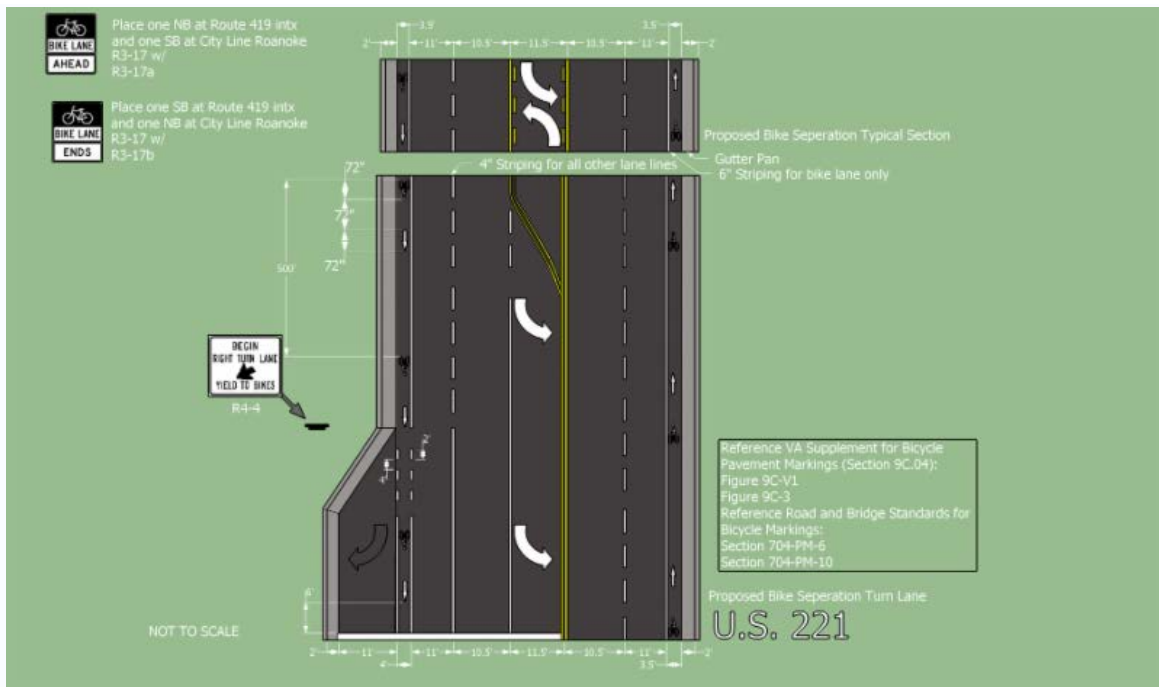 BIKE LANE
AHEAD
Place one NB at Route 419 intx
and one SB at City Line Roanoke
R3-17 w/
R3-17a
BIKE LANE
ENDS
Place one SB at Route 419 intx
and one NB at City Line Roanoke
R3-17 w/
R3-17b
3.5'
3.5'
2'
11'
10.5'
11.5'
10.5'
11'
2'
Proposed Bike Seperation Typical Section
Gutter Pan
6" Striping for bike lane only
4" Striping for all other lane lines
72"
72"
72"
500'
BEGIN
RIGHT TURN LANE
YIELD TO BIKES
R4-4
Reference VA Supplement for Bicycle
Pavement Markings (Section 9C.04):
Figure 9C-V1
Figure 9C-3
Reference Road and Bridge Standards for
Bicycle Markings:
Section 704-PM-6
Section 704-PM-10
Proposed Bike Seperation Turn Lane
U.S. 221
NOT TO SCALE
2'
11'
4'
11'
10.5'
11.5'
10.5'
11'
3.5'
2'